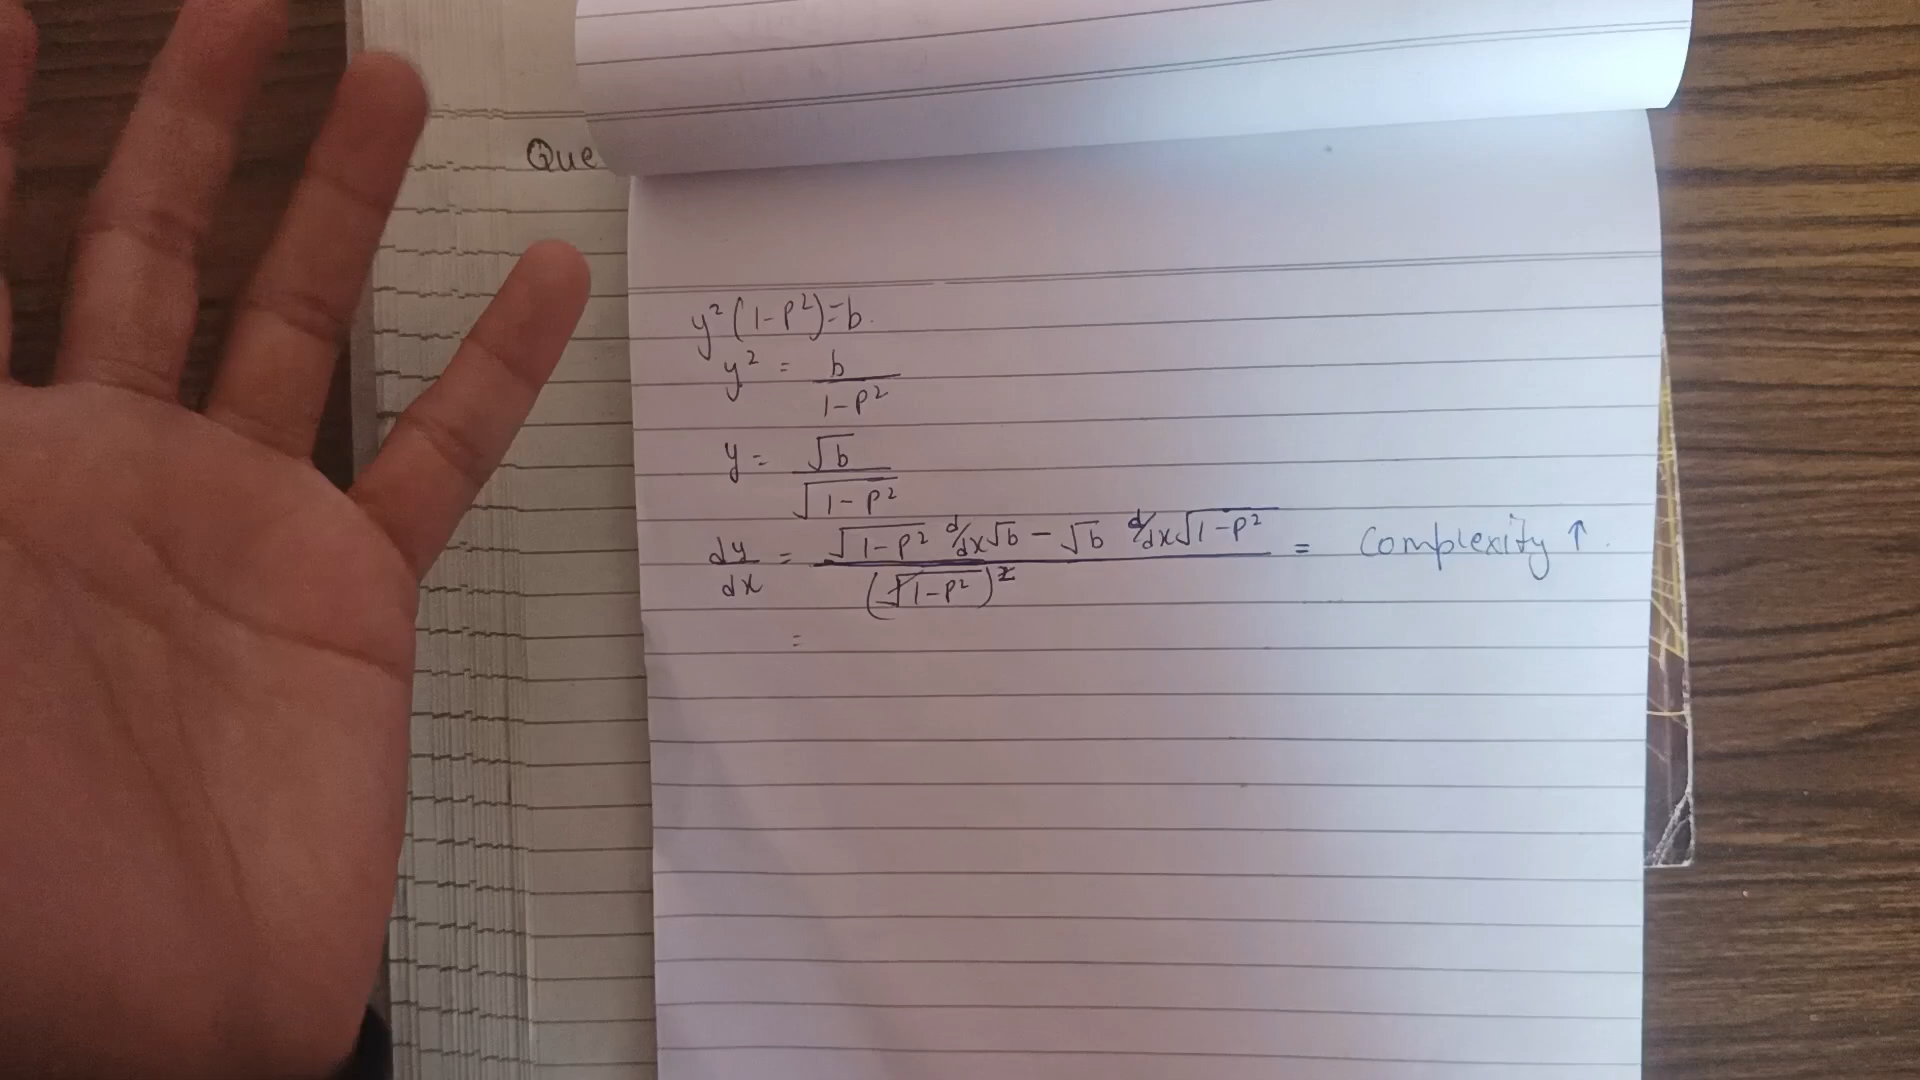 Que
y²(1-P²)=b.
y² = b/1-P²
y = √b/√1-P²
dy/dx = √1-P² d/dx√b - √b d/dx√1-P² / (√1-P²)² = Complexity ↑.
=